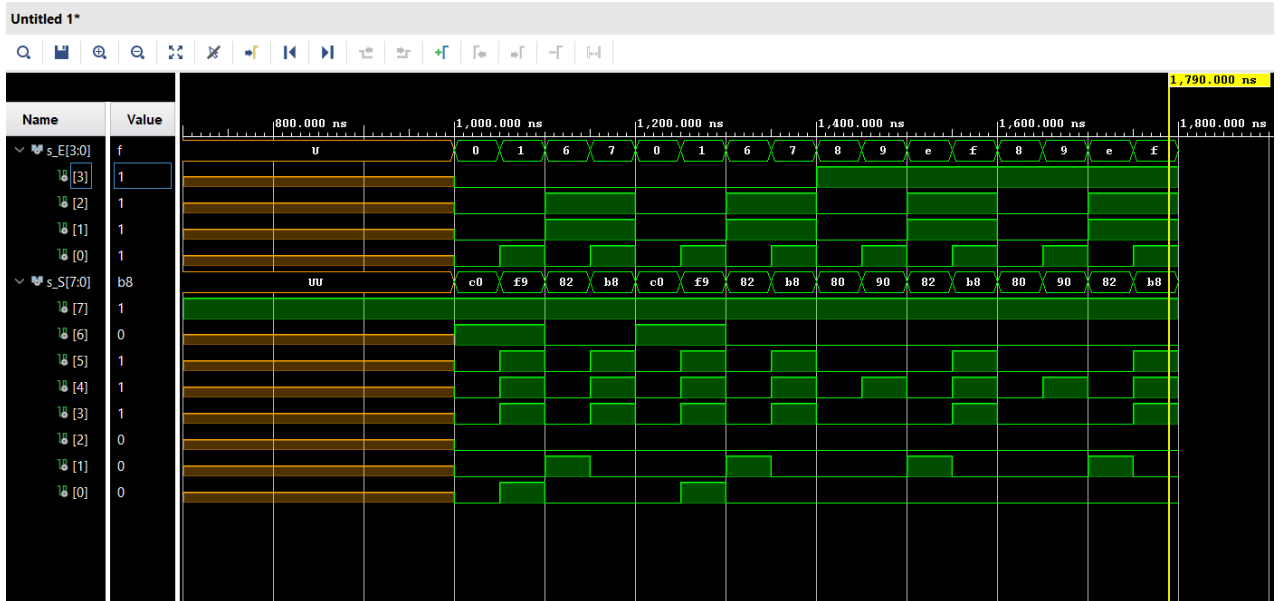 Untitled 1*
1,790.000 ns
Name Value
800.000 ns 1,000.000 ns 1,200.000 ns 1,400.000 ns 1,600.000 ns 1,800.000 ns
s_E[3:0] f U 0 1 6 7 0 1 6 7 8 9 e f 8 9 e f
[3] 1
[2] 1
[1] 1
[0] 1
s_S[7:0] b8 UU c0 f9 82 b8 c0 f9 82 b8 80 90 82 b8 80 90 82 b8
[7] 1
[6] 0
[5] 1
[4] 1
[3] 1
[2] 0
[1] 0
[0] 0